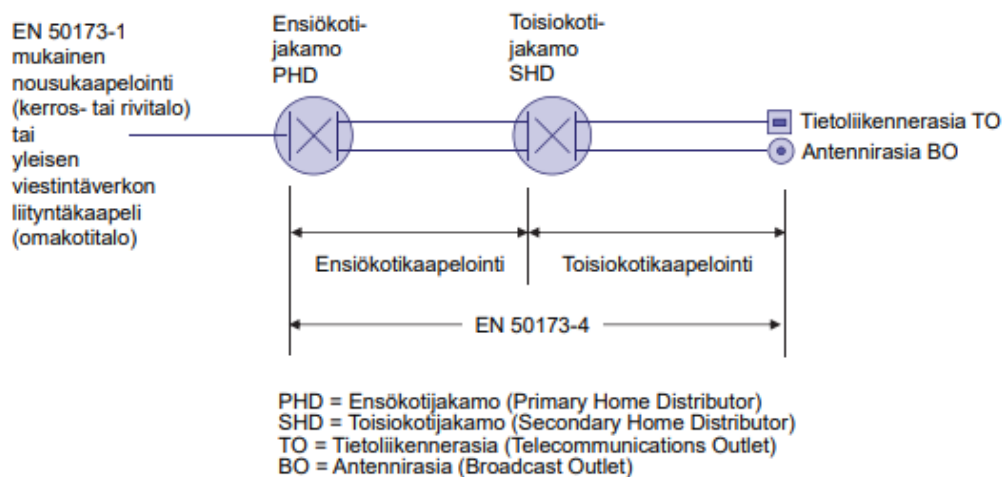 EN 50173-1
mukainen
nousukaapelointi
(kerros- tai rivitalo)
tai
yleisen
viestintäverkon
liityntäkaapeli
(omakotitalo)
Ensiökoti-
jakamo
PHD
Toisiokoti-
jakamo
SHD
Tietoliikennerasia TO
Antennirasia BO
Ensiökotikaapelointi
Toisiokotikaapelointi
EN 50173-4
PHD = Ensökotijakamo (Primary Home Distributor)
SHD = Toisiokotijakamo (Secondary Home Distributor)
TO = Tietoliikennerasia (Telecommunications Outlet)
BO = Antennirasia (Broadcast Outlet)